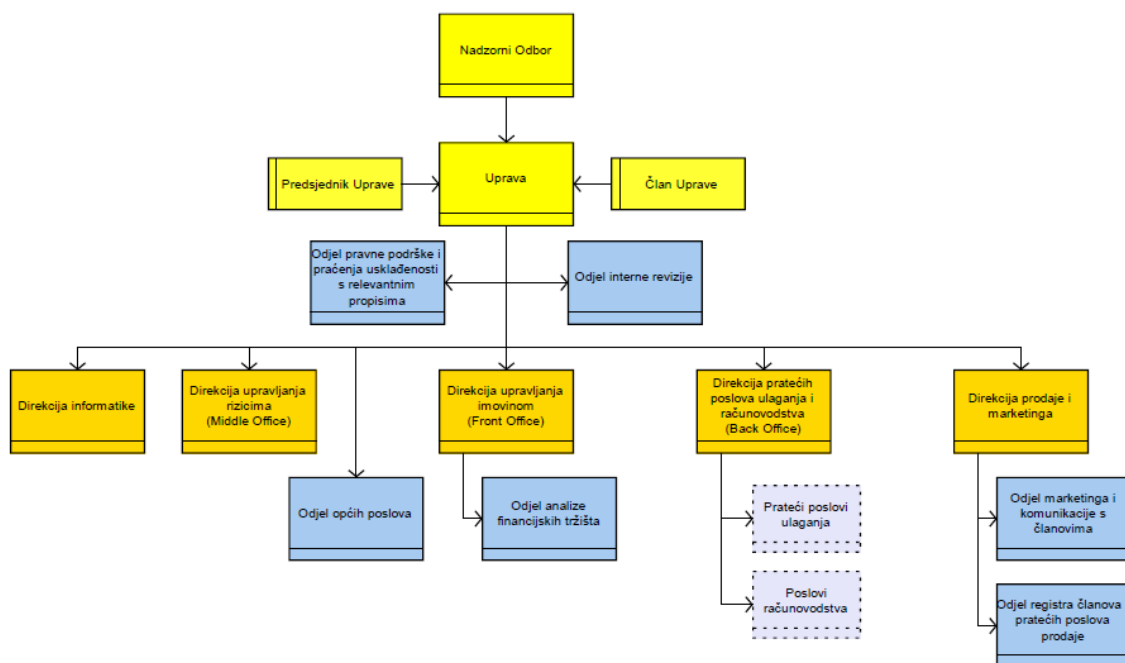 Nadzorni Odbor
Predsjednik Uprave
Uprava
Član Uprave
Odjel pravne podrške i
praćenja usklađenosti
s relevantnim
propisima
Odjel interne revizije
Direkcija informatike
Direkcija upravljanja
rizicima
(Middle Office)
Direkcija upravljanja
imovinom
(Front Office)
Direkcija pratećih
poslova ulaganja i
računovodstva
(Back Office)
Direkcija prodaje i
marketinga
Odjel općih poslova
Odjel analize
financijskih tržišta
Prateći poslovi
ulaganja
Poslovi
računovodstva
Odjel marketinga i
komunikacije s
članovima
Odjel registra članova
pratećih poslova
prodaje